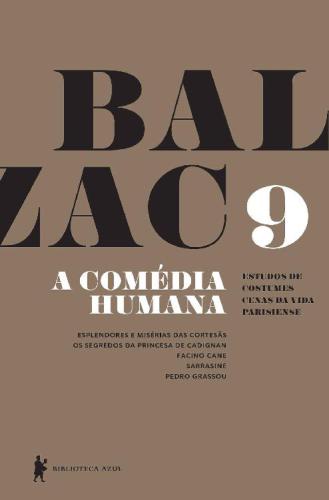 BAL
ZAC 9
A COMÉDIA
HUMANA
ESTUDOS DE
COSTUMES
CENAS DA VIDA
PARISIENSE
ESPLENDORES E MISÉRIAS DAS CORTESÃS
OS SEGREDOS DA PRINCESA DE CADIGNAN
FACINO CANE
SARRASINE
PEDRO GRASSOU
BIBLIOTECA AZUL